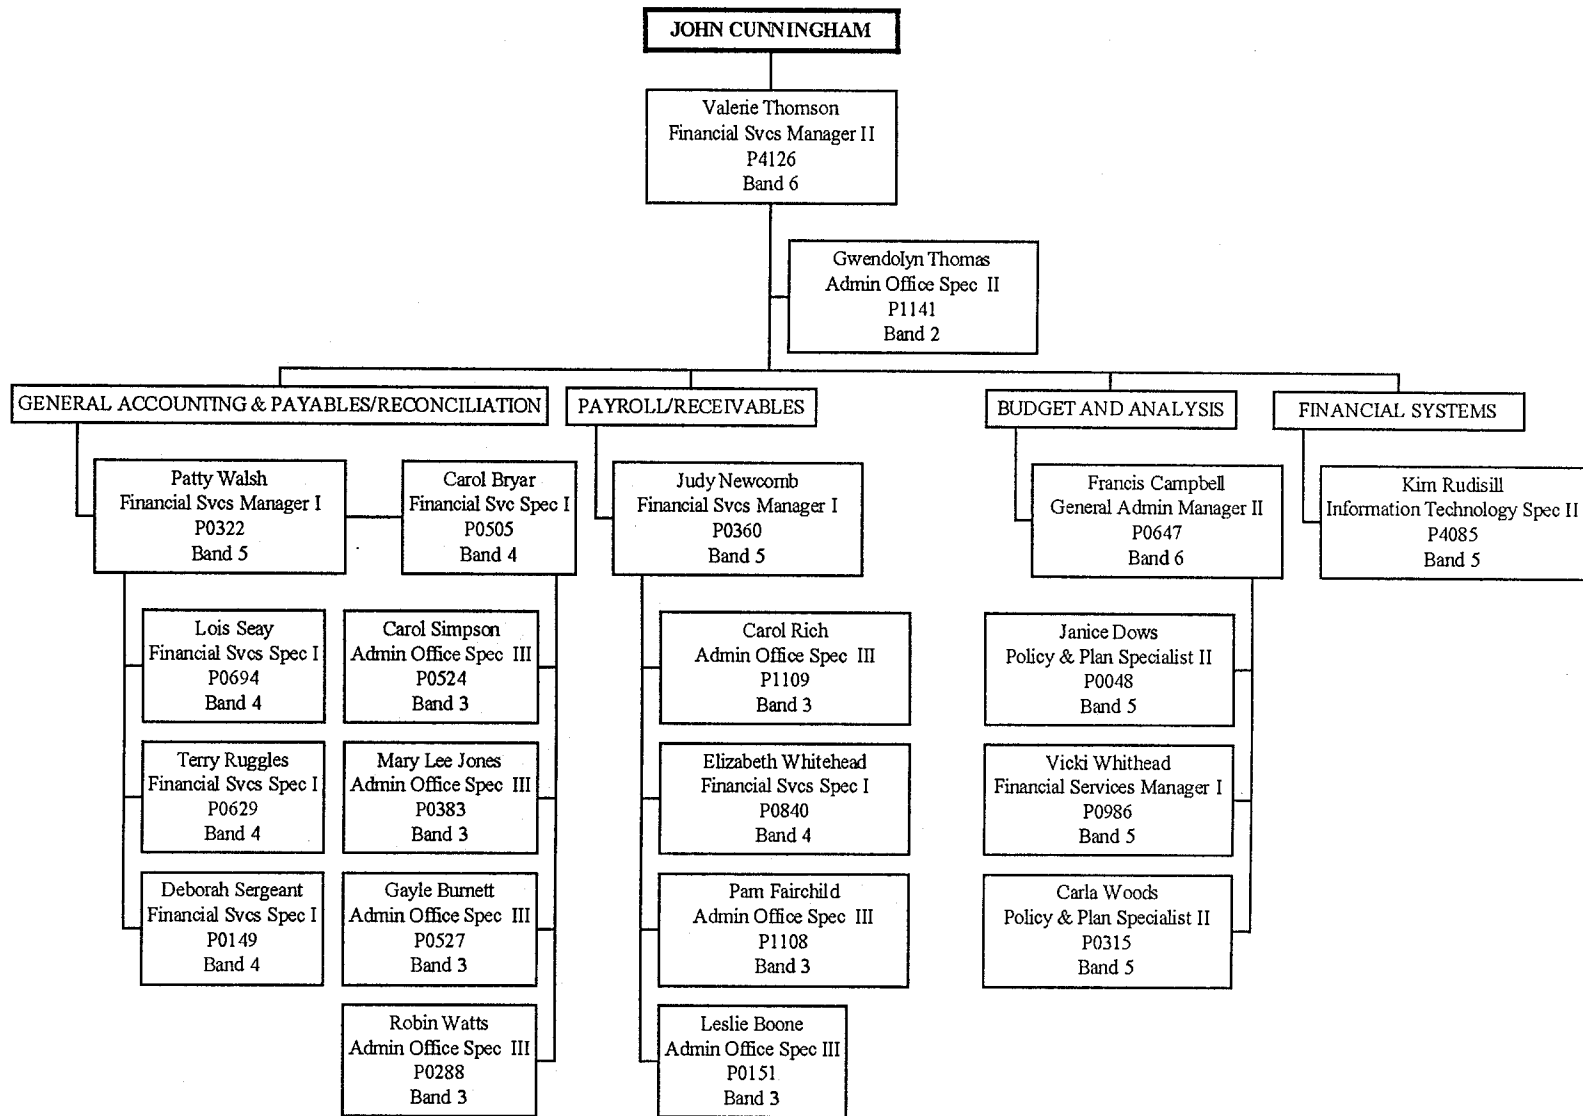 JOHN CUNNINGHAM
Valerie Thomson
Financial Svcs Manager II
P4126
Band 6
Gwendolyn Thomas
Admin Office Spec II
P1141
Band 2
GENERAL ACCOUNTING & PAYABLES/RECONCILIATION
Patty Walsh
Financial Svcs Manager I
P0322
Band 5
Carol Bryar
Financial Svc Spec I
P0505
Band 4
Lois Seay
Financial Svcs Spec I
P0694
Band 4
Terry Ruggles
Financial Svcs Spec I
P0629
Band 4
Deborah Sergeant
Financial Svcs Spec I
P0149
Band 4
Carol Simpson
Admin Office Spec III
P0524
Band 3
Mary Lee Jones
Admin Office Spec III
P0383
Band 3
Gayle Burnett
Admin Office Spec III
P0527
Band 3
Robin Watts
Admin Office Spec III
P0288
Band 3
PAYROLL/RECEIVABLES
Judy Newcomb
Financial Svcs Manager I
P0360
Band 5
Carol Rich
Admin Office Spec III
P1109
Band 3
Elizabeth Whitehead
Financial Svcs Spec I
P0840
Band 4
Pam Fairchild
Admin Office Spec III
P1108
Band 3
Leslie Boone
Admin Office Spec III
P0151
Band 3
BUDGET AND ANALYSIS
Francis Campbell
General Admin Manager II
P0647
Band 6
Janice Dows
Policy & Plan Specialist II
P0048
Band 5
Vicki Whithead
Financial Services Manager I
P0986
Band 5
Carla Woods
Policy & Plan Specialist II
P0315
Band 5
FINANCIAL SYSTEMS
Kim Rudisill
Information Technology Spec II
P4085
Band 5